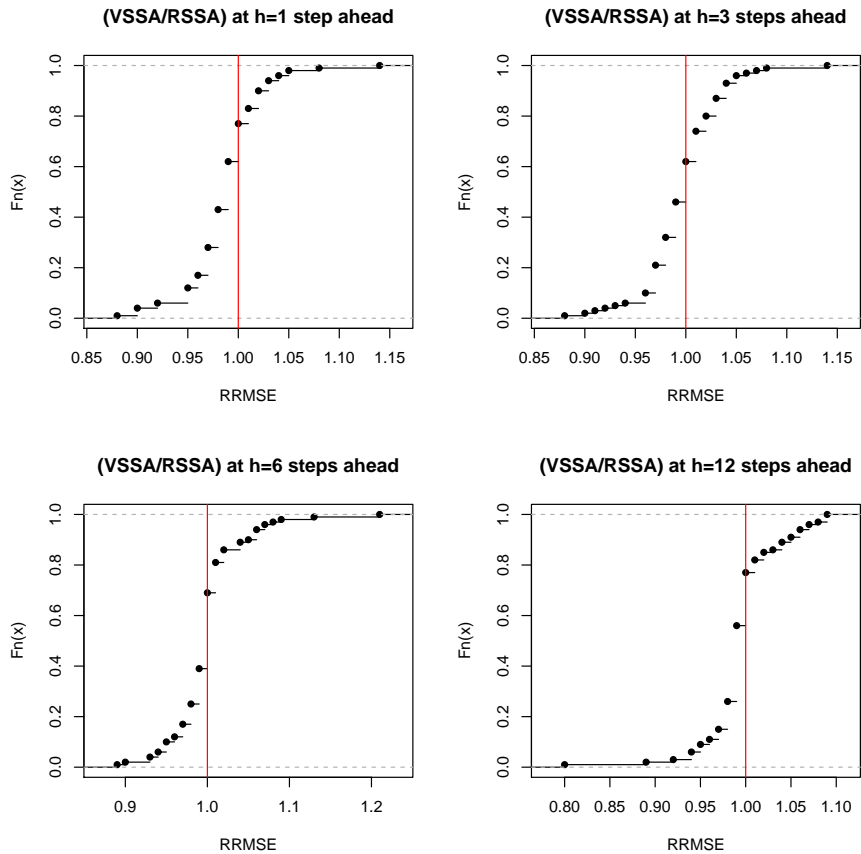 (VSSA/RSSA) at h=1 step ahead
Fn(x)
1.0
0.8
0.6
0.4
0.2
0.0
0.85 0.90 0.95 1.00 1.05 1.10 1.15
RRMSE
(VSSA/RSSA) at h=3 steps ahead
Fn(x)
1.0
0.8
0.6
0.4
0.2
0.0
0.85 0.90 0.95 1.00 1.05 1.10 1.15
RRMSE
(VSSA/RSSA) at h=6 steps ahead
Fn(x)
1.0
0.8
0.6
0.4
0.2
0.0
0.9 1.0 1.1 1.2
RRMSE
(VSSA/RSSA) at h=12 steps ahead
Fn(x)
1.0
0.8
0.6
0.4
0.2
0.0
0.80 0.85 0.90 0.95 1.00 1.05 1.10
RRMSE